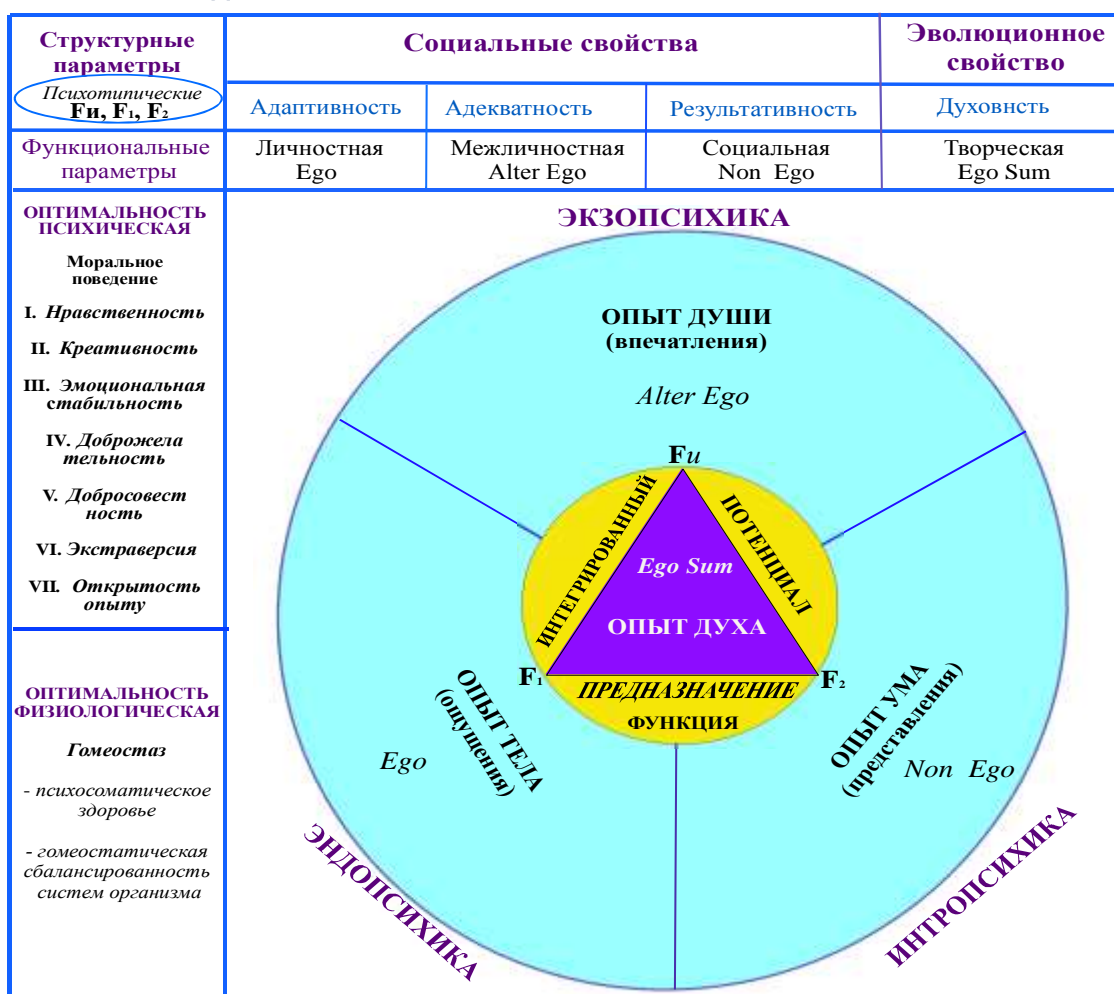 Структурные
параметры
Психотипические
Fи, F1, F2
Социальные свойства
Эволюционное
свойство
Адаптивность
Адекватность
Результативность
Духовнсть
Функциональные
параметры
Личностная
Ego
Межличностная
Alter Ego
Социальная
Non Ego
Творческая
Ego Sum
ОПТИМАЛЬНОСТЬ
ПСИХИЧЕСКАЯ
Моральное
поведение
I. Нравственность
II. Креативность
III. Эмоциональная
стабильность
IV. Доброжела
тельность
V. Добросовест
ность
VI. Экстраверсия
VII. Открытость
опыту
ОПТИМАЛЬНОСТЬ
ФИЗИОЛОГИЧЕСКАЯ
Гомеостаз
- психосоматическое
здоровье
- гомеостатическая
сбалансированность
систем организма
ЭКЗОПСИХИКА
ОПЫТ ДУШИ
(впечатления)
Alter Ego
Fи
ИНТЕГРИРОВАННЫЙ
ПОТЕНЦИАЛ
Ego Sum
ОПЫТ ДУХА
F1
F2
ПРЕДНАЗНАЧЕНИЕ
ФУНКЦИЯ
ОПЫТ ТЕЛА
(ощущения)
Ego
ОПЫТ УМА
(представления)
Non Ego
ЭНДОПСИХИКА
ИНТРОПСИХИКА